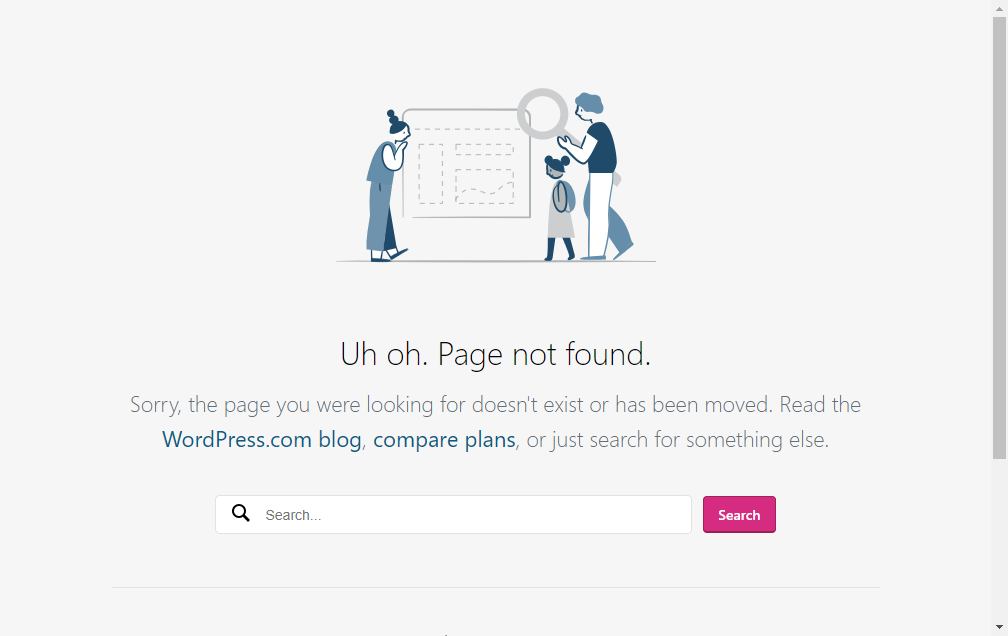 Uh oh. Page not found.
Sorry, the page you were looking for doesn't exist or has been moved. Read the
WordPress.com blog, compare plans, or just search for something else.
Search...
Search